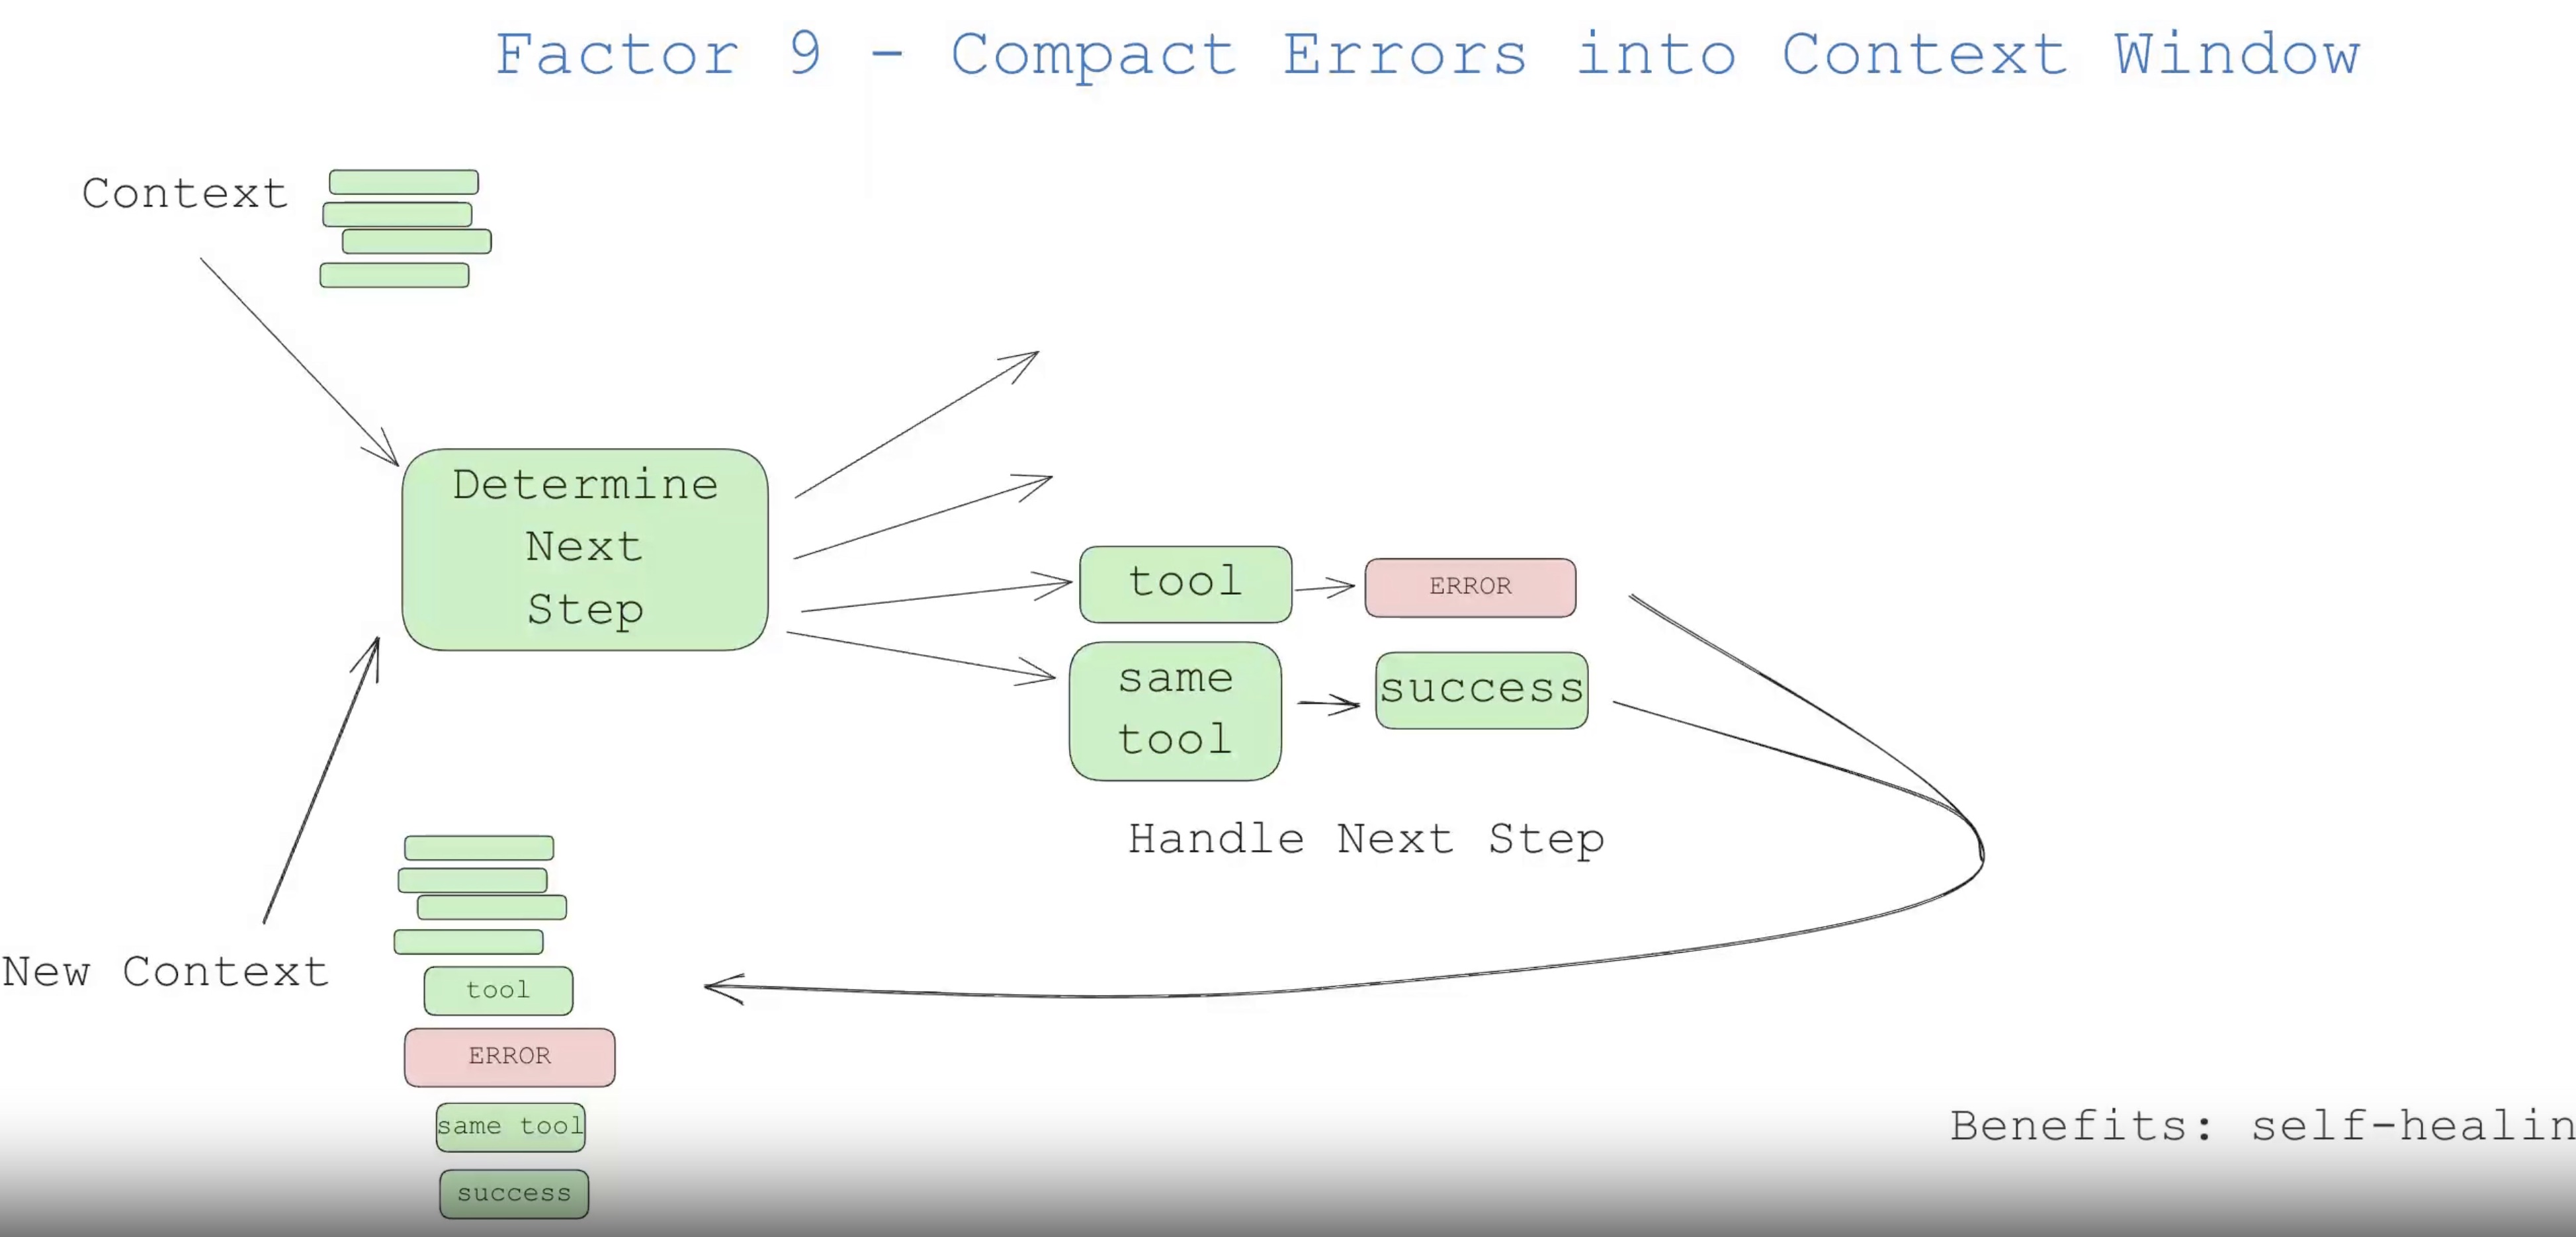 Factor 9 - Compact Errors into Context Window
Context
Determine
Next
Step
tool
ERROR
same
tool
success
Handle Next Step
New Context
tool
ERROR
same tool
success
Benefits: self-healin